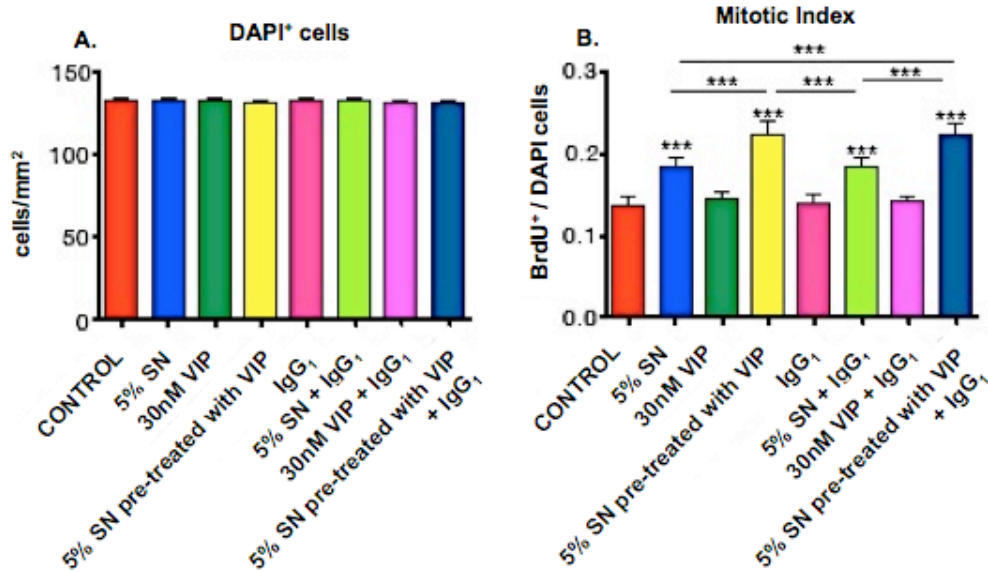 A.
DAPI⁺ cells
cells/mm²
150
100
50
0
CONTROL
5% SN
30nM VIP
5% SN pre-treated with VIP
IgG₁
5% SN + IgG₁
30nM VIP + IgG₁
5% SN pre-treated with VIP
+ IgG₁
B.
Mitotic Index
BrdU⁺ / DAPI cells
0.3
0.2
0.1
0.0
***
***
***
***
***
***
***
***
CONTROL
5% SN
30nM VIP
5% SN pre-treated with VIP
IgG₁
5% SN + IgG₁
30nM VIP + IgG₁
5% SN pre-treated with VIP
+ IgG₁